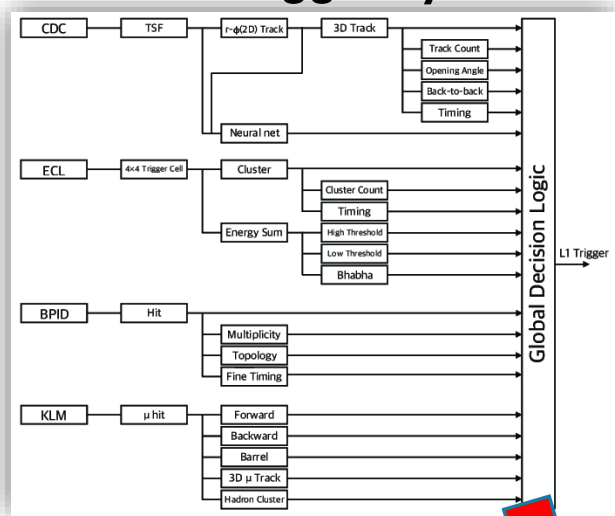 CDC TSF r-ϕ(2D) Track 3D Track
Track Count
Opening Angle
Back-to-back
Timing
Neural net
ECL 4×4 Trigger Cell Cluster
Cluster Count
Timing
Energy Sum High Threshold
Low Threshold
Bhabha
BPID Hit
Multiplicity
Topology
Fine Timing
KLM μ hit Forward
Backward
Barrel
3D μ Track
Hadron Cluster
Global Decision Logic
L1 Trigger